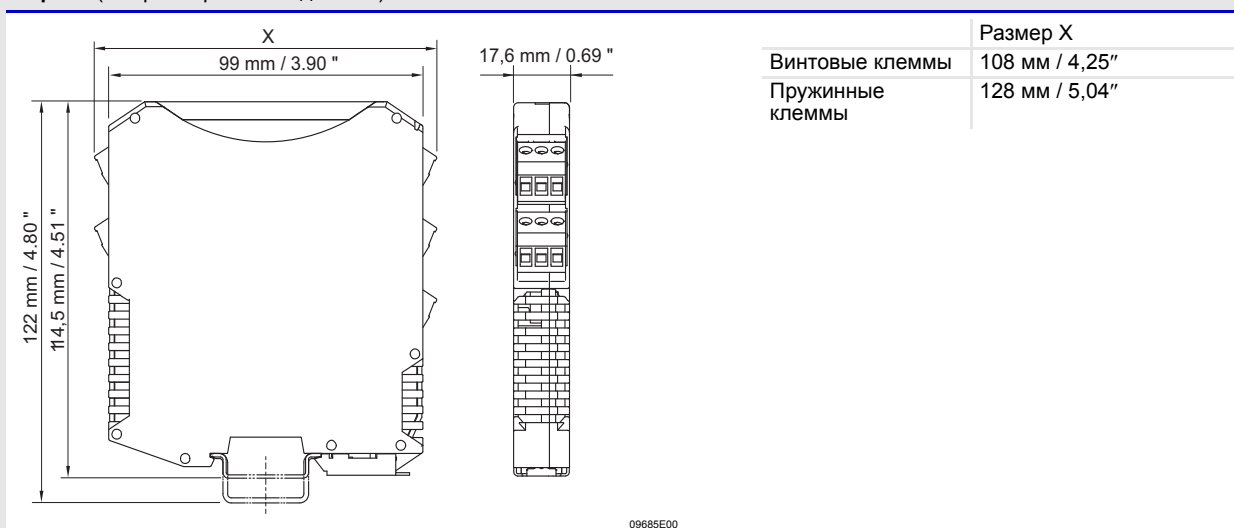 X
99 mm / 3.90 "
17,6 mm / 0.69 "
122 mm / 4.80 "
114,5 mm / 4.51 "
Размер X
Винтовые клеммы 108 мм / 4,25″
Пружинные клеммы 128 мм / 5,04″
09685E00